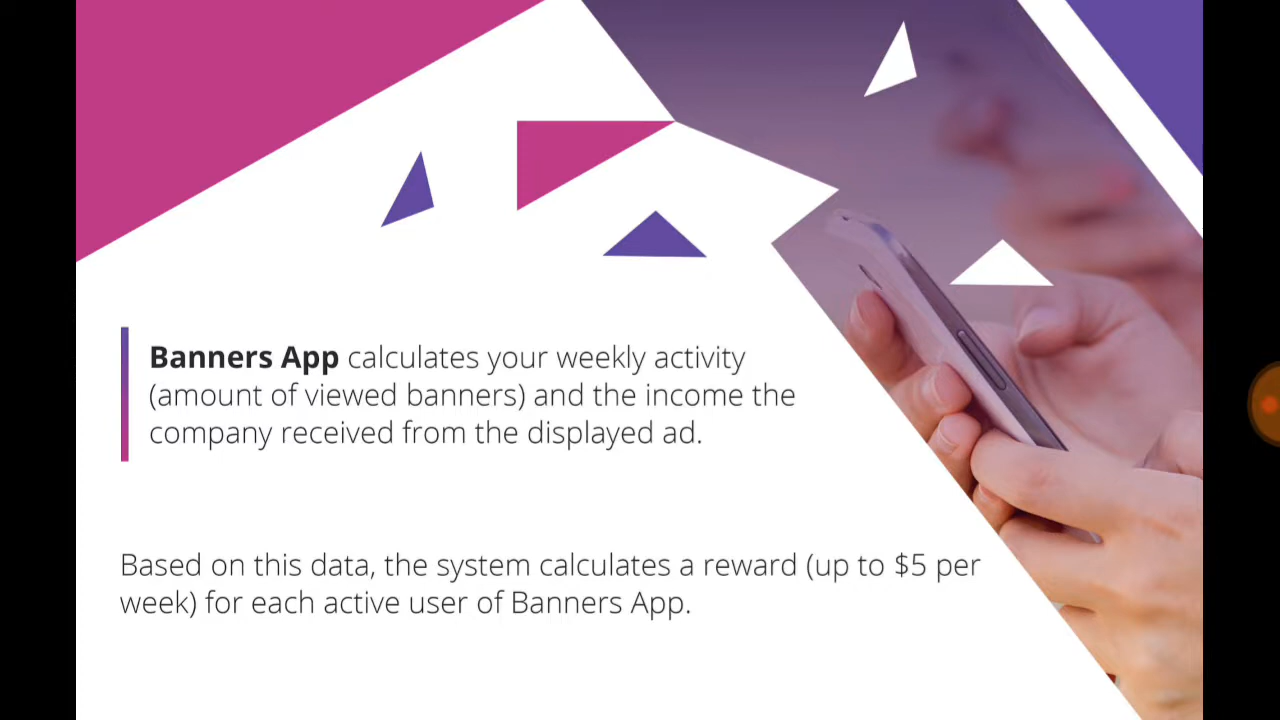 Banners App calculates your weekly activity
(amount of viewed banners) and the income the
company received from the displayed ad.
Based on this data, the system calculates a reward (up to $5 per
week) for each active user of Banners App.